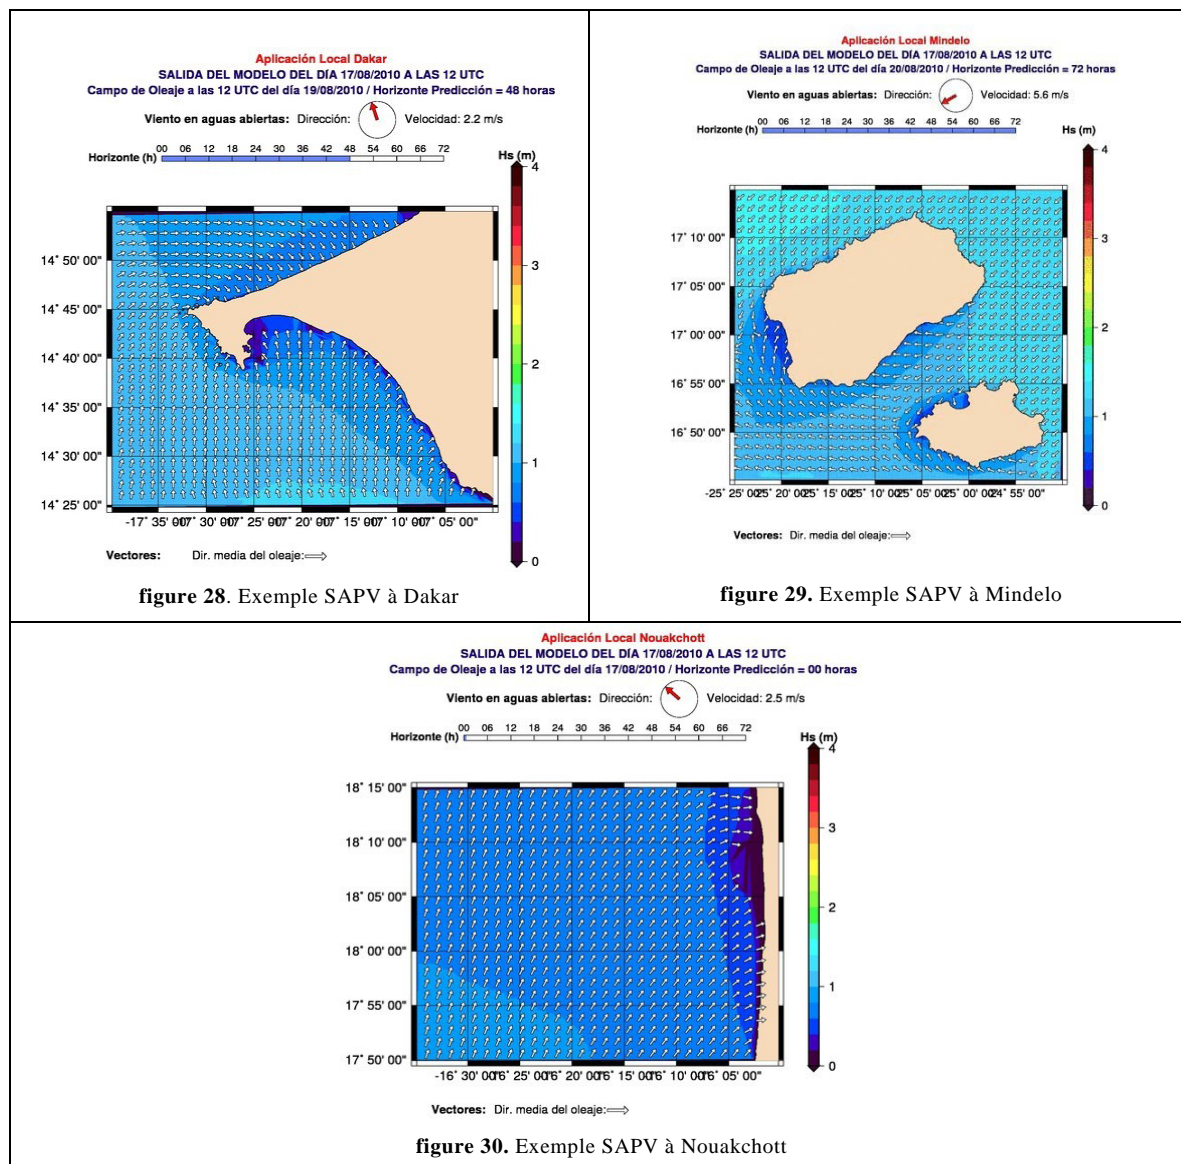 Aplicación Local Dakar
SALIDA DEL MODELO DEL DÍA 17/08/2010 A LAS 12 UTC
Campo de Oleaje a las 12 UTC del día 19/08/2010 / Horizonte Predicción = 48 horas
Viento en aguas abiertas: Dirección: Velocidad: 2.2 m/s
00 06 12 18 24 30 36 42 48 54 60 66 72
Horizonte (h)
Hs (m)
4
3
2
1
0
14° 50' 00"
14° 45' 00"
14° 40' 00"
14° 35' 00"
14° 30' 00"
14° 25' 00"
Vectores: Dir. media del oleaje:
figure 28. Exemple SAPV à Dakar
Aplicación Local Mindelo
SALIDA DEL MODELO DEL DÍA 17/08/2010 A LAS 12 UTC
Campo de Oleaje a las 12 UTC del día 20/08/2010 / Horizonte Predicción = 72 horas
Viento en aguas abiertas: Dirección: Velocidad: 5.6 m/s
00 06 12 18 24 30 36 42 48 54 60 66 72
Horizonte (h)
Hs (m)
4
3
2
1
0
17° 10' 00"
17° 05' 00"
17° 00' 00"
16° 55' 00"
16° 50' 00"
Vectores: Dir. media del oleaje:
figure 29. Exemple SAPV à Mindelo
Aplicación Local Nouakchott
SALIDA DEL MODELO DEL DÍA 17/08/2010 A LAS 12 UTC
Campo de Oleaje a las 12 UTC del día 17/08/2010 / Horizonte Predicción = 00 horas
Viento en aguas abiertas: Dirección: Velocidad: 2.5 m/s
00 06 12 18 24 30 36 42 48 54 60 66 72
Horizonte (h)
Hs (m)
4
3
2
1
0
18° 15' 00"
18° 10' 00"
18° 05' 00"
18° 00' 00"
17° 55' 00"
17° 50' 00"
Vectores: Dir. media del oleaje:
figure 30. Exemple SAPV à Nouakchott